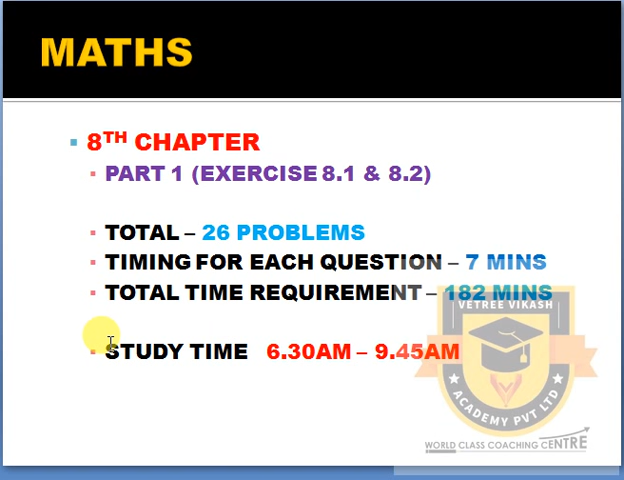 MATHS
8TH CHAPTER
PART 1 (EXERCISE 8.1 & 8.2)
TOTAL – 26 PROBLEMS
TIMING FOR EACH QUESTION – 7 MINS
TOTAL TIME REQUIREMENT – 182 MINS
STUDY TIME 6.30AM – 9.45AM
VETREE VIKASH
ACADEMY PVT LTD
WORLD CLASS COACHING CENTRE